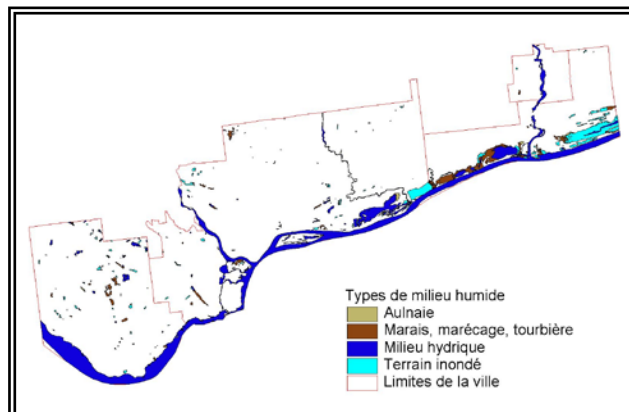 Types de milieu humide
Aulnaie
Marais, marécage, tourbière
Milieu hydrique
Terrain inondé
Limites de la ville